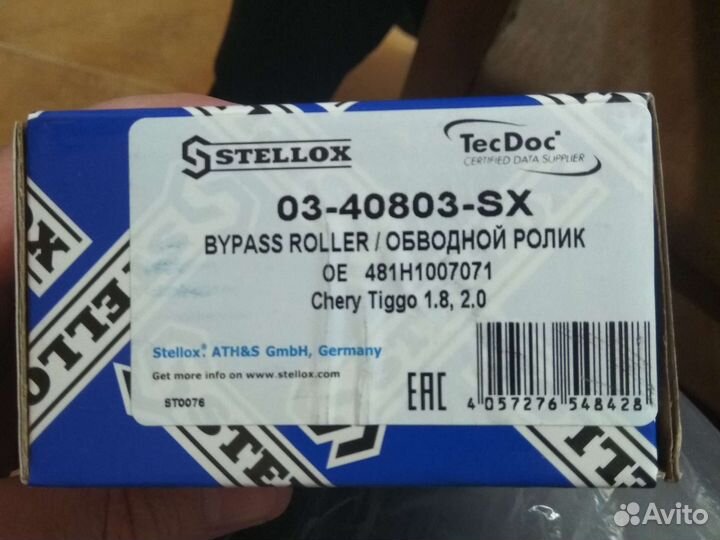 STELLOX
TecDoc
CERTIFIED DATA SUPPLIER
03-40803-SX
BYPASS ROLLER / ОБВОДНОЙ РОЛИК
OE 481H1007071
Chery Tiggo 1.8, 2.0
Stellox® ATH&S GmbH, Germany
Get more info on www.stellox.com
ST0076
EAC
4 057276 548428
Avito